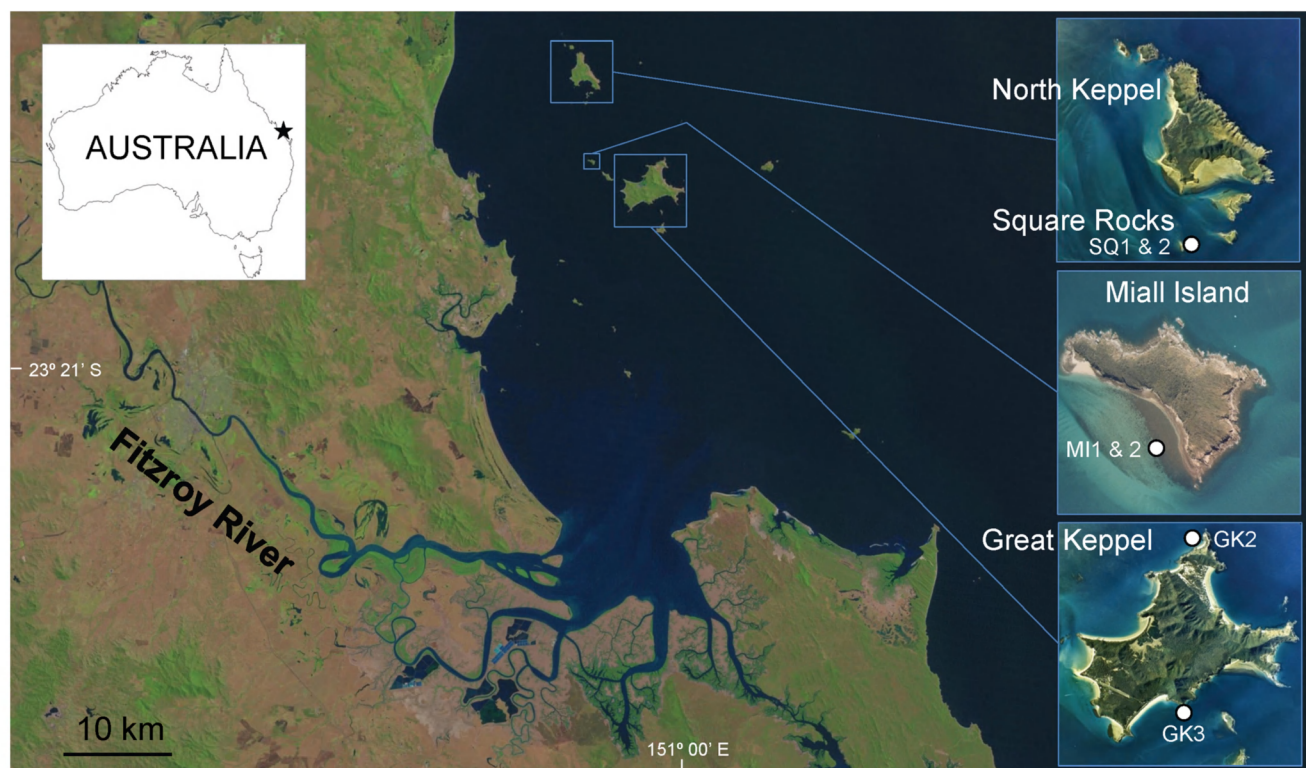 AUSTRALIA
North Keppel
Square Rocks
SQ1 & 2
Miall Island
MI1 & 2
Great Keppel
GK2
GK3
23º 21’ S
Fitzroy River
10 km
151º 00’ E